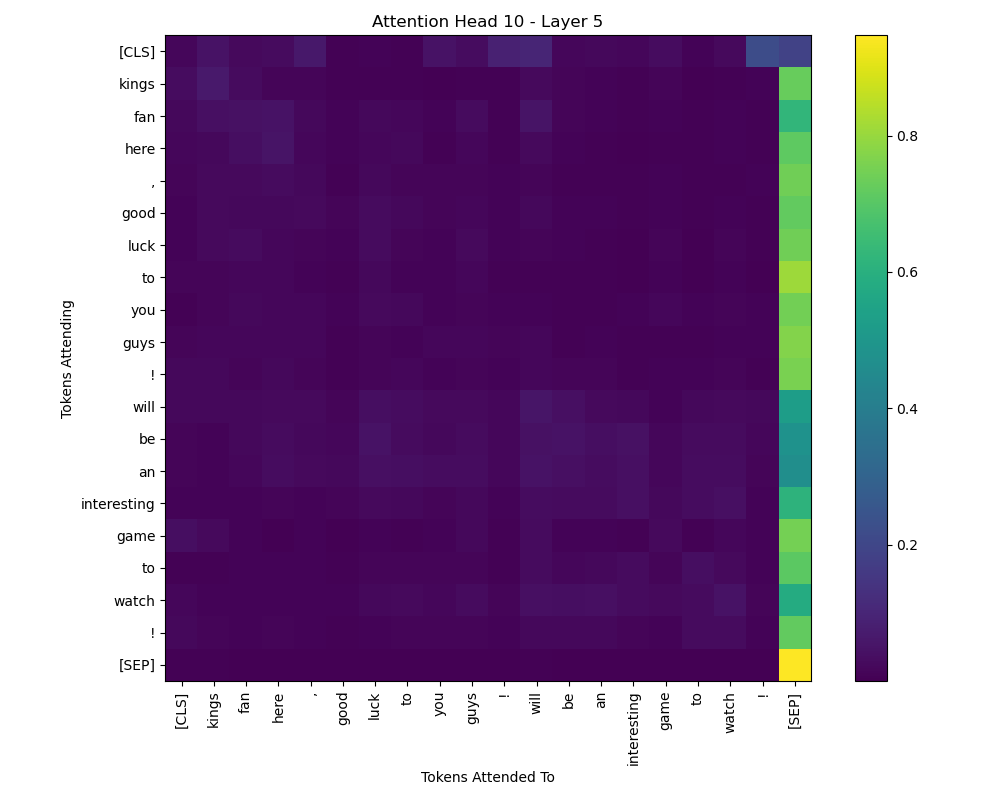 Attention Head 10 - Layer 5
[CLS]
kings
fan
here
,
good
luck
to
you
guys
!
will
be
an
interesting
game
to
watch
!
[SEP]
Tokens Attending
[CLS]
kings
fan
here
,
good
luck
to
you
guys
!
will
be
an
interesting
game
to
watch
!
[SEP]
Tokens Attended To
0.8
0.6
0.4
0.2